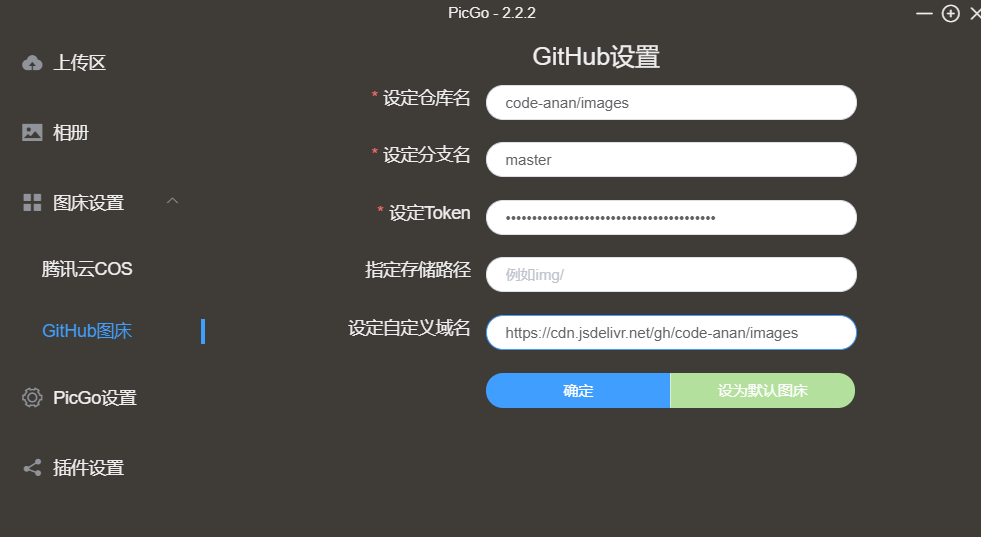 PicGo - 2.2.2
上传区
相册
图床设置
腾讯云COS
GitHub图床
PicGo设置
插件设置
GitHub设置
* 设定仓库名 code-anan/images
* 设定分支名 master
* 设定Token ••••••••••••••••••••••••••••••••••••••••
指定存储路径 例如img/
设定自定义域名 https://cdn.jsdelivr.net/gh/code-anan/images
确定 设为默认图床